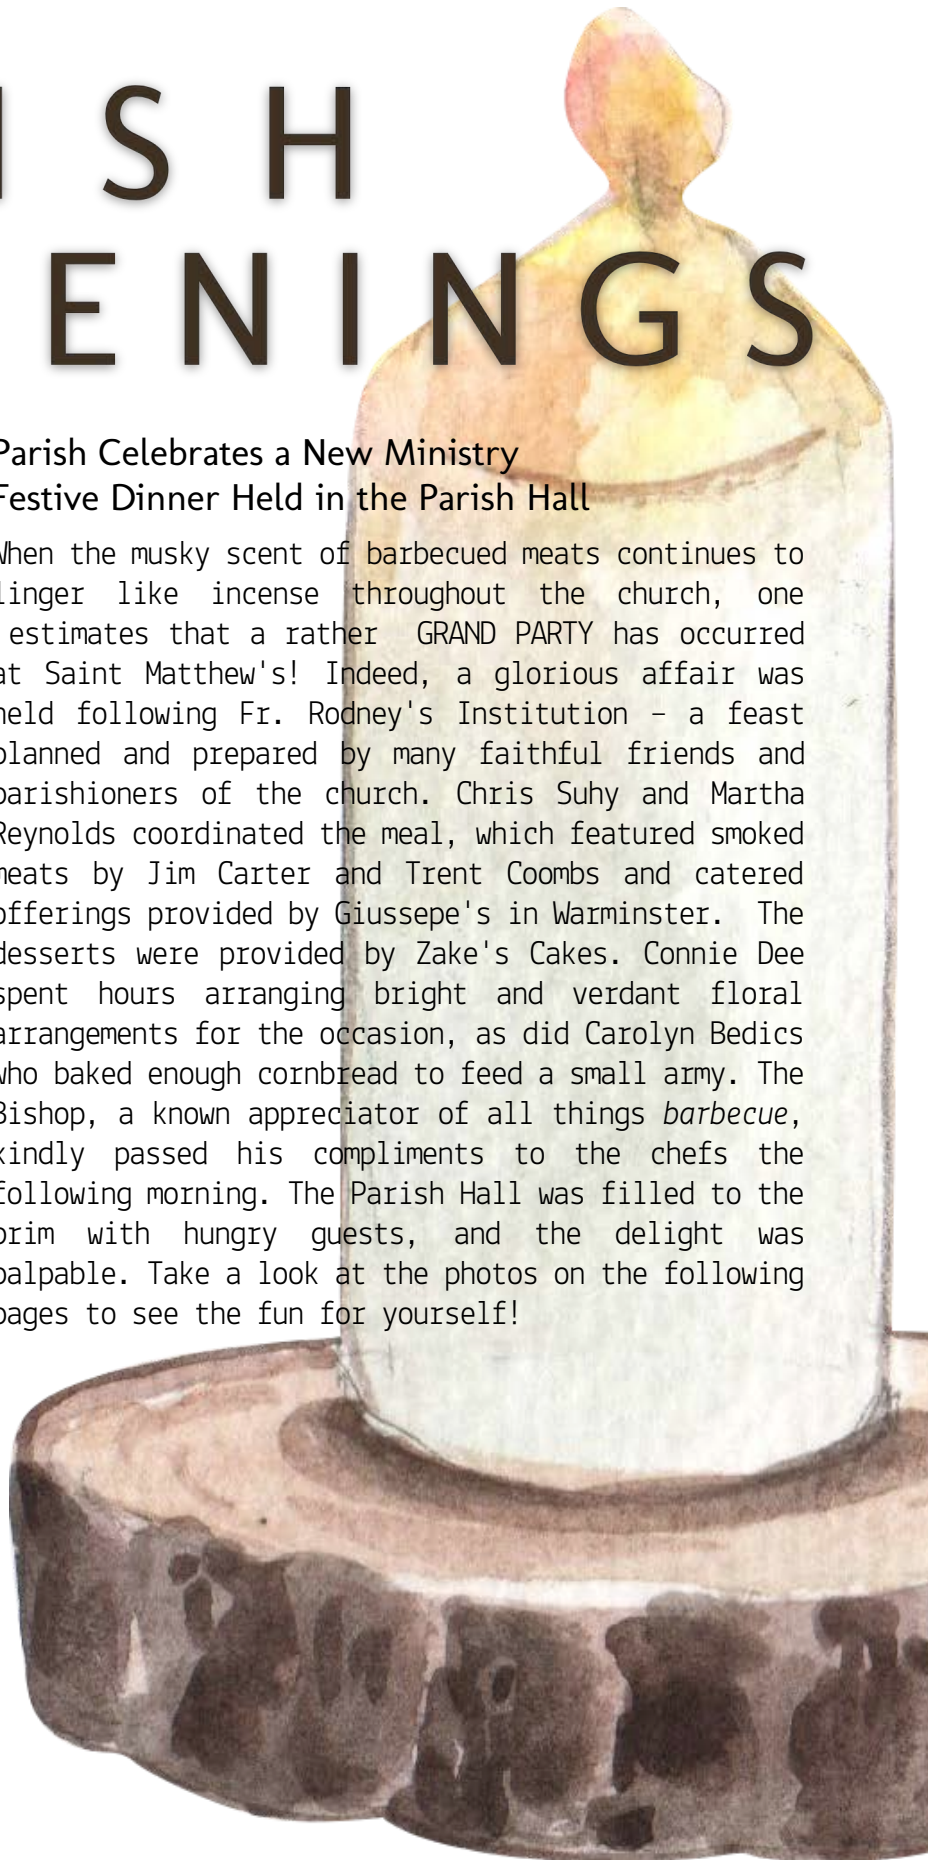 I S H
E N I N G S
Parish Celebrates a New Ministry
Festive Dinner Held in the Parish Hall
When the musky scent of barbecued meats continues to
linger like incense throughout the church, one
estimates that a rather GRAND PARTY has occurred
at Saint Matthew's! Indeed, a glorious affair was
held following Fr. Rodney's Institution – a feast
planned and prepared by many faithful friends and
parishioners of the church. Chris Suhy and Martha
Reynolds coordinated the meal, which featured smoked
meats by Jim Carter and Trent Coombs and catered
offerings provided by Giussepe's in Warminster. The
desserts were provided by Zake's Cakes. Connie Dee
spent hours arranging bright and verdant floral
arrangements for the occasion, as did Carolyn Bedics
who baked enough cornbread to feed a small army. The
Bishop, a known appreciator of all things barbecue,
kindly passed his compliments to the chefs the
following morning. The Parish Hall was filled to the
brim with hungry guests, and the delight was
palpable. Take a look at the photos on the following
pages to see the fun for yourself!